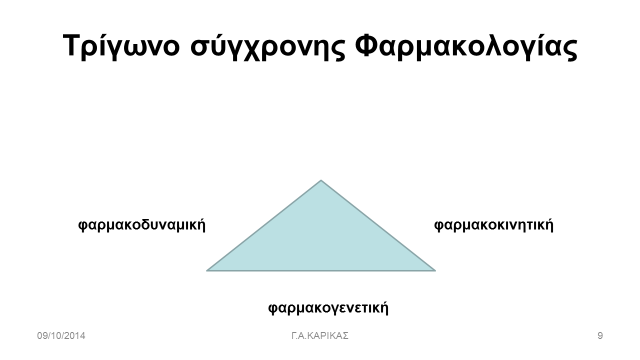 Τρίγωνο σύγχρονης Φαρμακολογίας
φαρμακοδυναμική
φαρμακοκινητική
φαρμακογενετική
09/10/2014
Γ.Α.ΚΑΡΙΚΑΣ
9